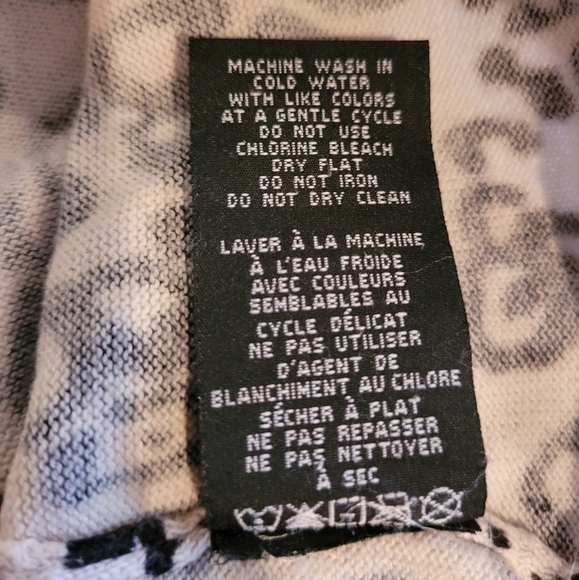 MACHINE WASH IN
COLD WATER
WITH LIKE COLORS
AT A GENTLE CYCLE
DO NOT USE
CHLORINE BLEACH
DRY FLAT
DO NOT IRON
DO NOT DRY CLEAN
LAVER À LA MACHINE
À L'EAU FROIDE
AVEC COULEURS
SEMBLABLES AU
CYCLE DÉLICAT
NE PAS UTILISER
D'AGENT DE
BLANCHIMENT AU CHLORE
SÉCHER À PLAT
NE PAS REPASSER
NE PAS NETTOYER
À SEC